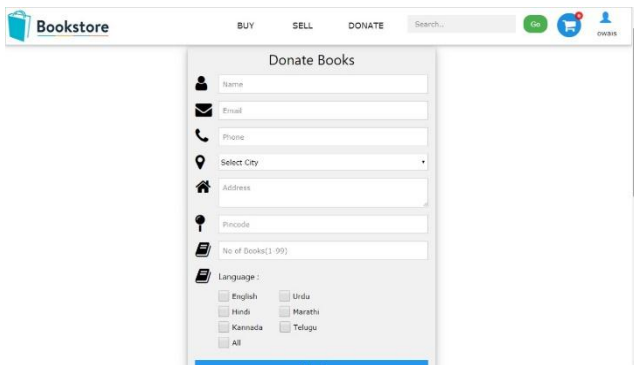 Bookstore BUY SELL DONATE Search... Go owais
Donate Books
Name
Email
Phone
Select City
Address
Pincode
No of Books(1-99)
Language :
English Urdu
Hindi Marathi
Kannada Telugu
All